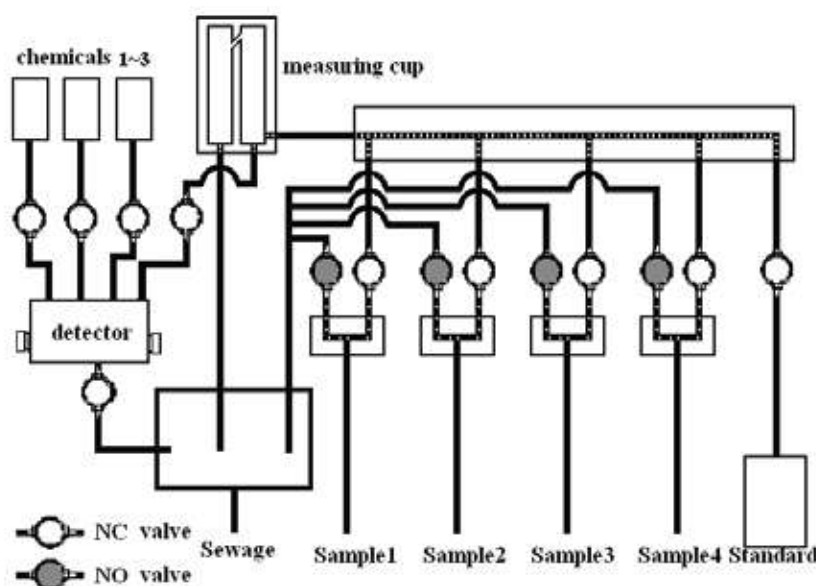 chemicals 1~3
measuring cup
detector
NC valve
NO valve
Sewage
Sample1
Sample2
Sample3
Sample4
Standard